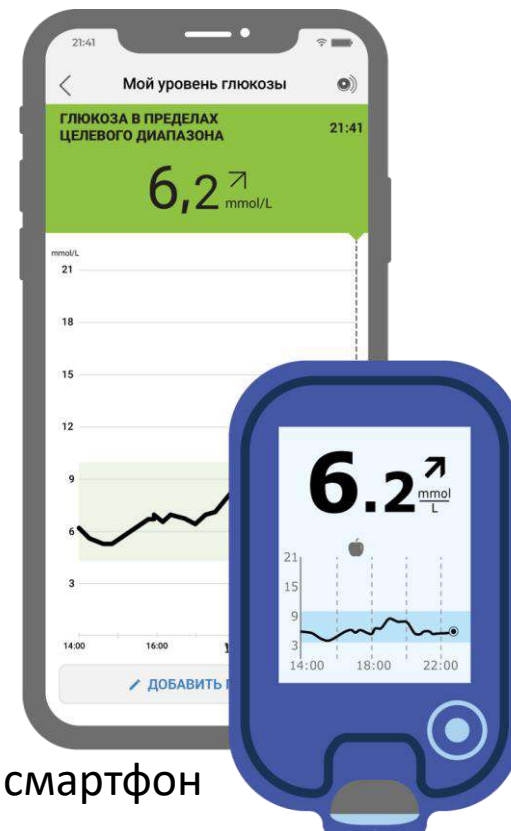 21:41
Мой уровень глюкозы
ГЛЮКОЗА В ПРЕДЕЛАХ
ЦЕЛЕВОГО ДИАПАЗОНА
21:41
6,2 mmol/L
mmol/L
21
18
15
12
9
6
3
14:00 16:00
ДОБАВИТЬ
6.2 mmol
L
21
15
9
3
14:00 18:00 22:00
смартфон